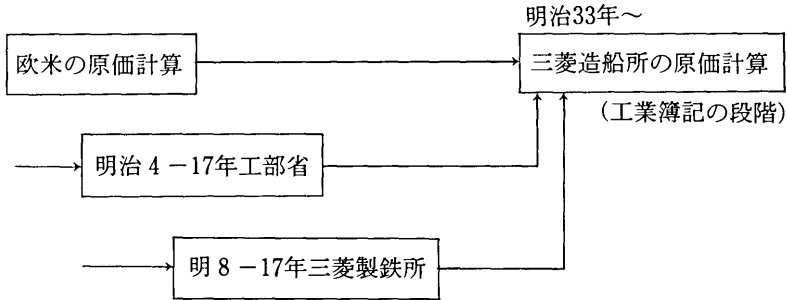 明治33年～
欧米の原価計算
三菱造船所の原価計算
(工業簿記の段階)
明治4－17年工部省
明8－17年三菱製鉄所